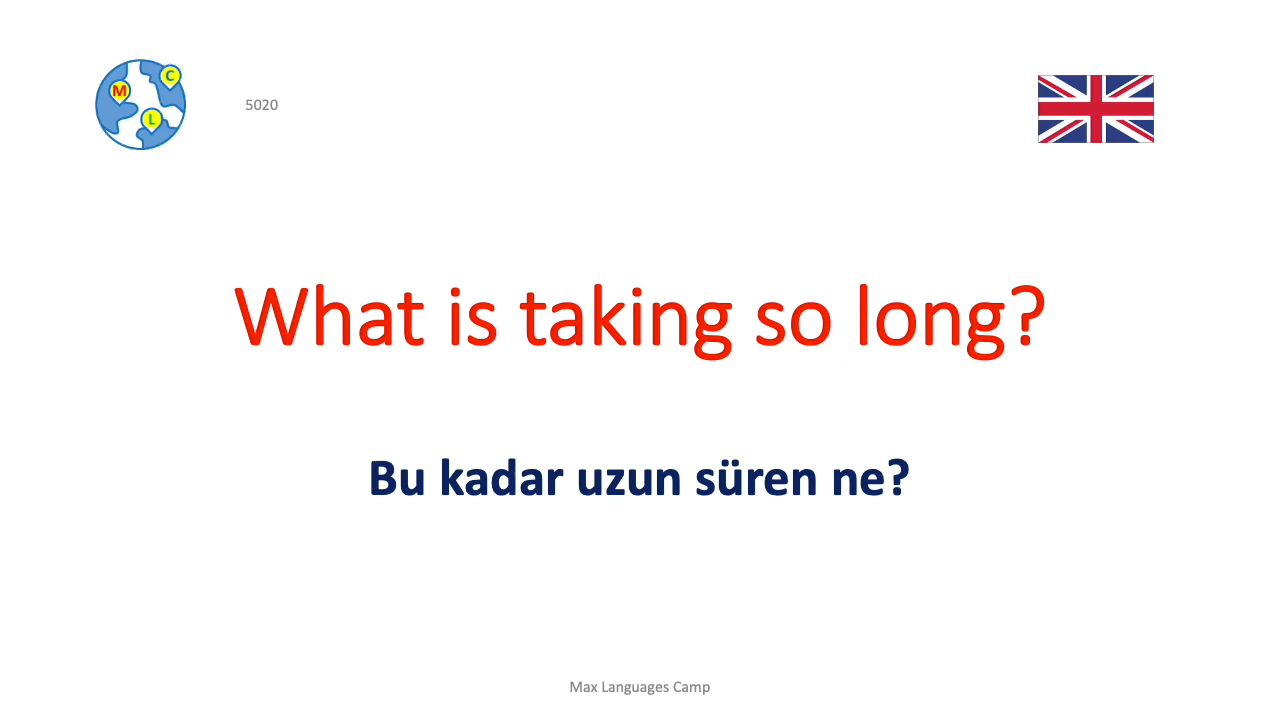 C
M
L
5020
What is taking so long?
Bu kadar uzun süren ne?
Max Languages Camp